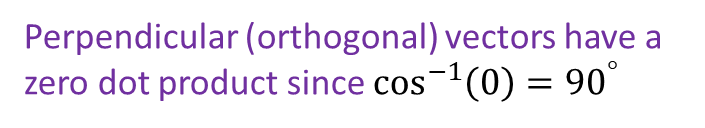 Perpendicular (orthogonal) vectors have a
zero dot product since cos⁻¹(0) = 90°